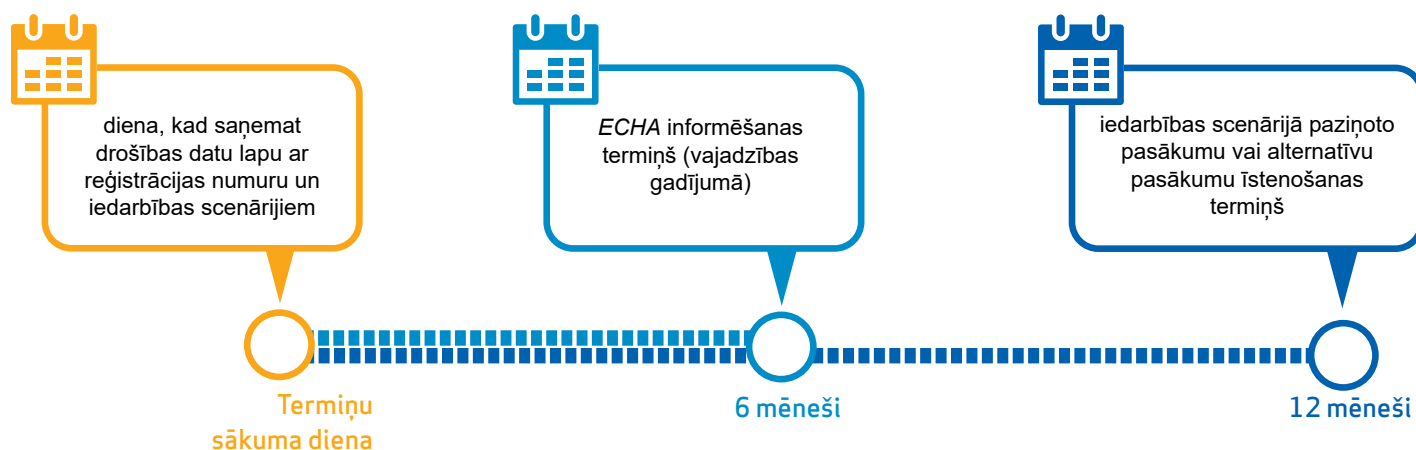 diena, kad saņemat
drošības datu lapu ar
reģistrācijas numuru un
iedarbības scenārijiem
ECHA informēšanas
termiņš (vajadzības
gadījumā)
iedarbības scenārijā paziņoto
pasākumu vai alternatīvu
pasākumu īstenošanas
termiņš
Termiņu
sākuma diena
6 mēneši
12 mēneši